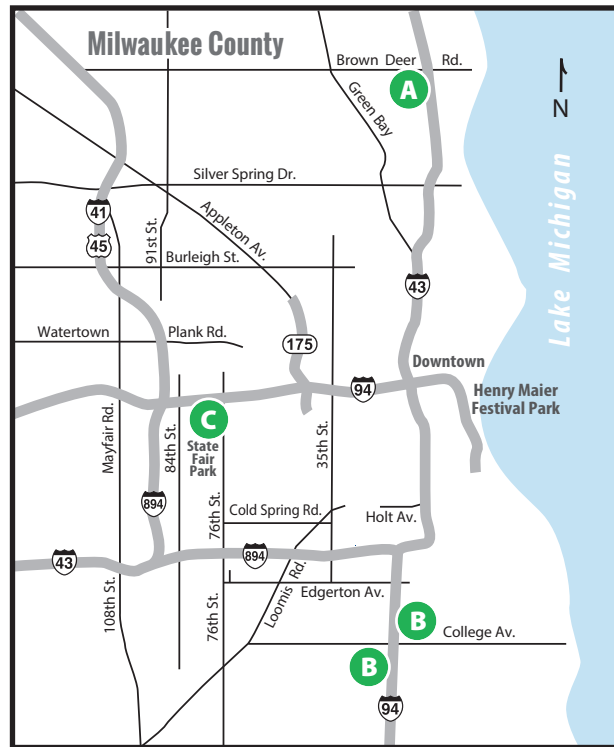 Milwaukee County
Brown Deer Rd.
A
Green Bay
N
Silver Spring Dr.
Lake Michigan
41
Appleton Av.
91st St.
45
Burleigh St.
43
Watertown Plank Rd.
175
Downtown
94
Henry Maier
Festival Park
C
State
Fair
Park
Mayfair Rd.
84th St.
35th St.
894
76th St.
Cold Spring Rd.
Holt Av.
43
894
Loomis Rd.
Edgerton Av.
108th St.
76th St.
B
College Av.
B
94